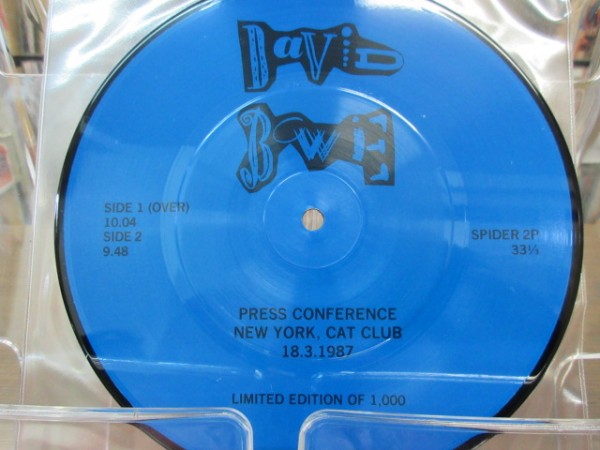 DaViD
BOWiE
SIDE 1 (OVER)
10.04
SIDE 2
9.48
SPIDER 2P
33⅓
PRESS CONFERENCE
NEW YORK, CAT CLUB
18.3.1987
LIMITED EDITION OF 1,000